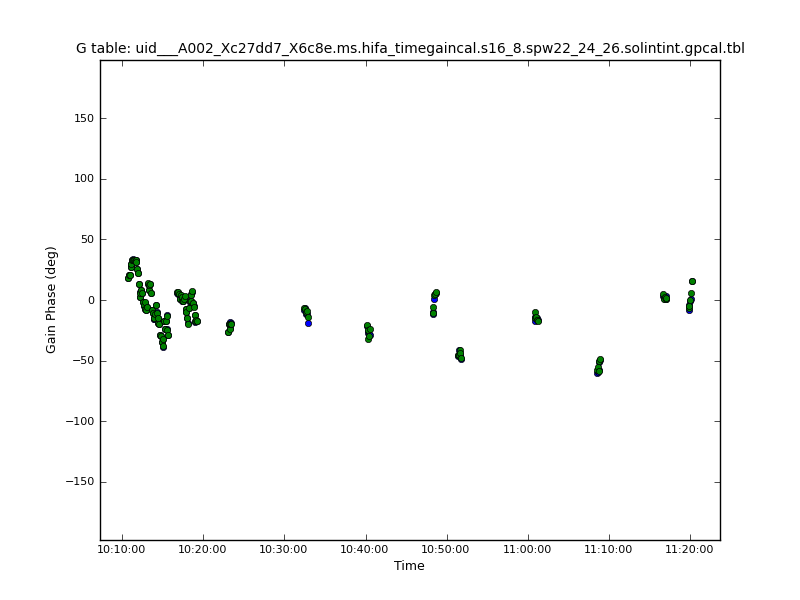 G table: uid___A002_Xc27dd7_X6c8e.ms.hifa_timegaincal.s16_8.spw22_24_26.solintint.gpcal.tbl
Gain Phase (deg)
150
100
50
0
−50
−100
−150
10:10:00 10:20:00 10:30:00 10:40:00 10:50:00 11:00:00 11:10:00 11:20:00
Time